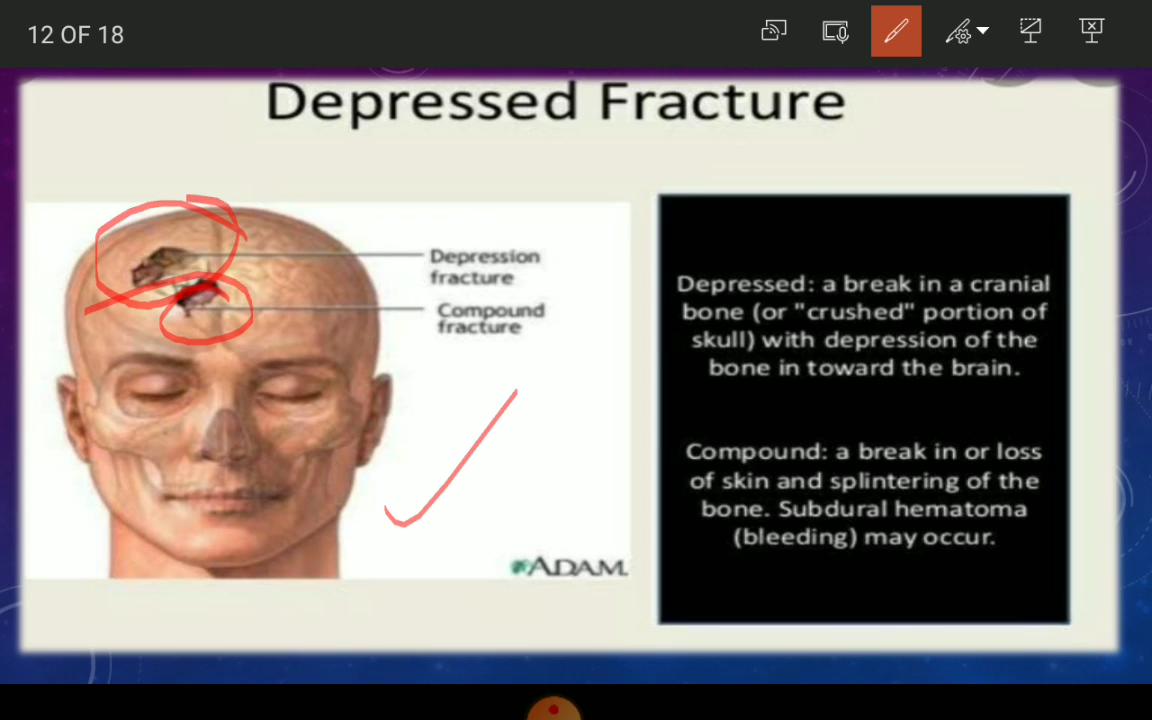 12 OF 18
Depressed Fracture
Depression
fracture
Compound
fracture
ADAM.
Depressed: a break in a cranial
bone (or "crushed" portion of
skull) with depression of the
bone in toward the brain.
Compound: a break in or loss
of skin and splintering of the
bone. Subdural hematoma
(bleeding) may occur.